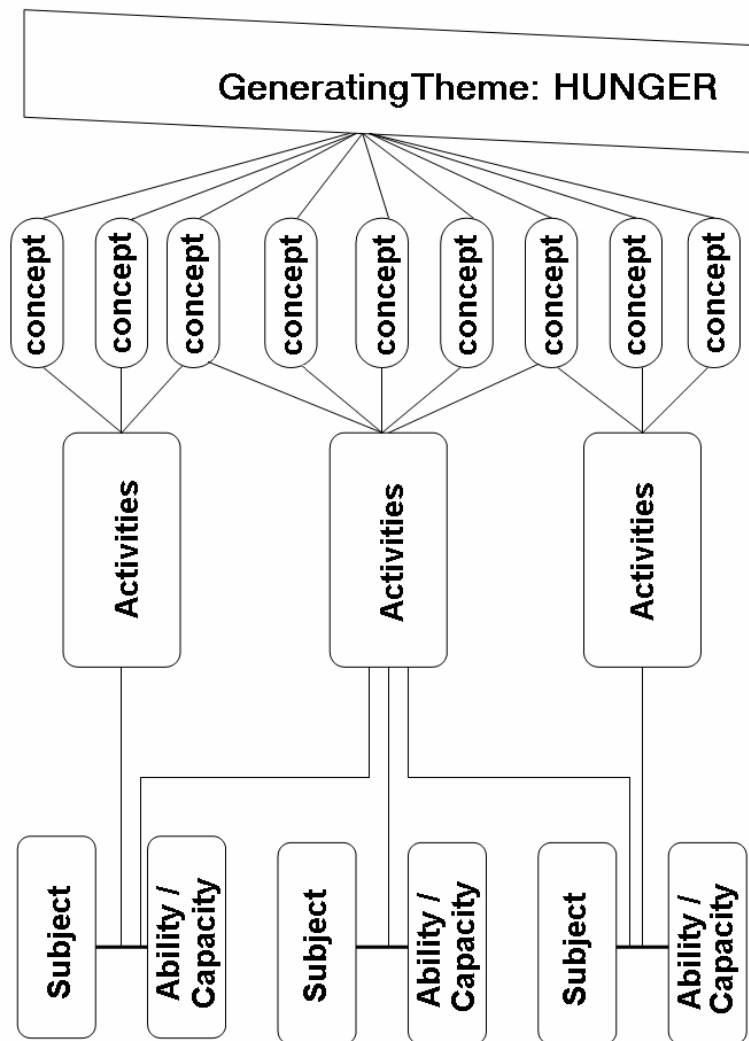 GeneratingTheme: HUNGER
concept
concept
concept
concept
concept
concept
concept
concept
concept
Activities
Activities
Activities
Subject
Ability /
Capacity
Subject
Ability /
Capacity
Subject
Ability /
Capacity